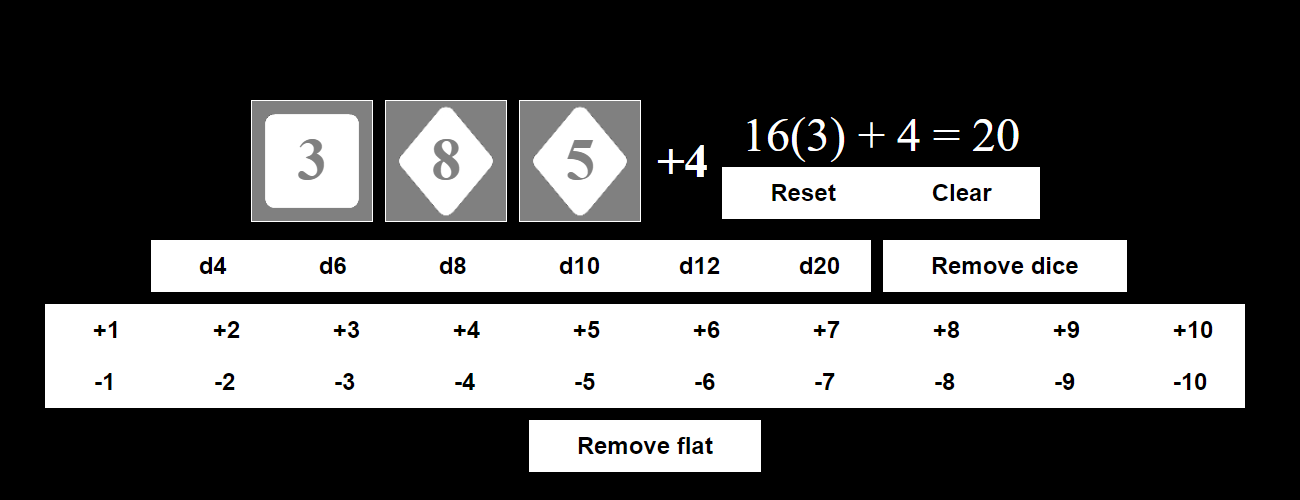 3 8 5 +4 16(3) + 4 = 20
Reset Clear
d4 d6 d8 d10 d12 d20 Remove dice
+1 +2 +3 +4 +5 +6 +7 +8 +9 +10
-1 -2 -3 -4 -5 -6 -7 -8 -9 -10
Remove flat